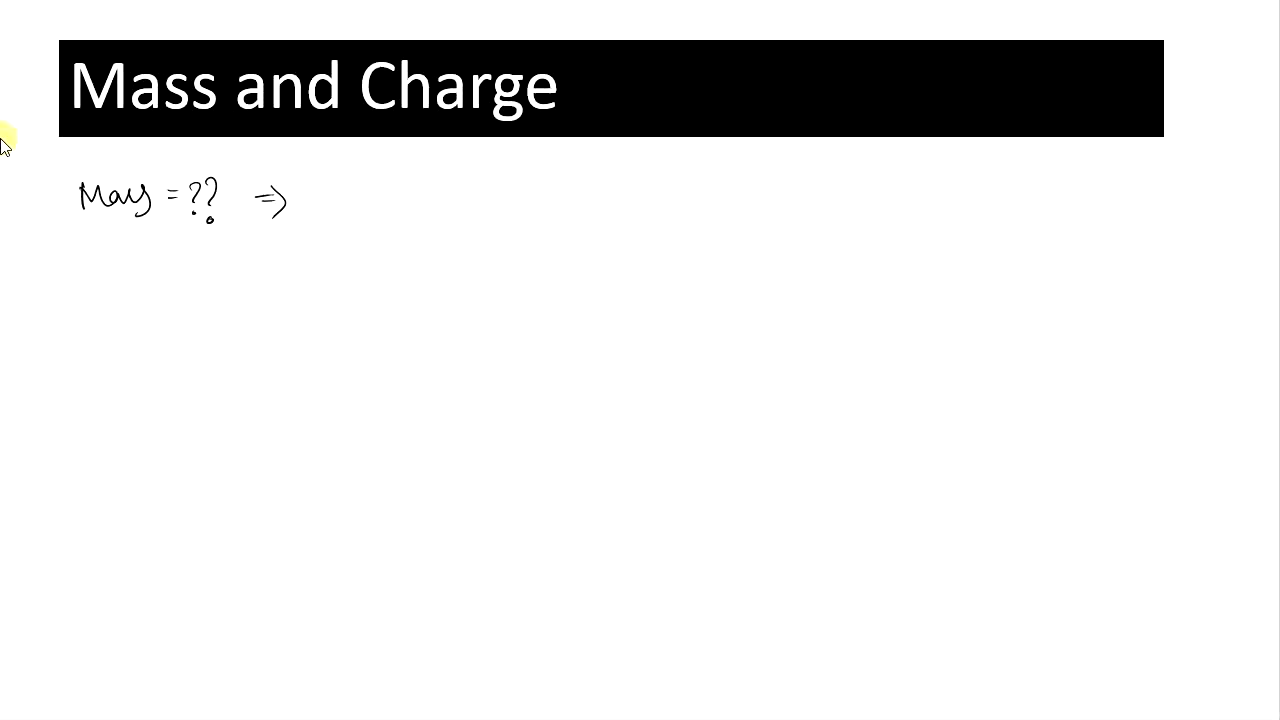 Mass and Charge
Mass = ?? ⇒